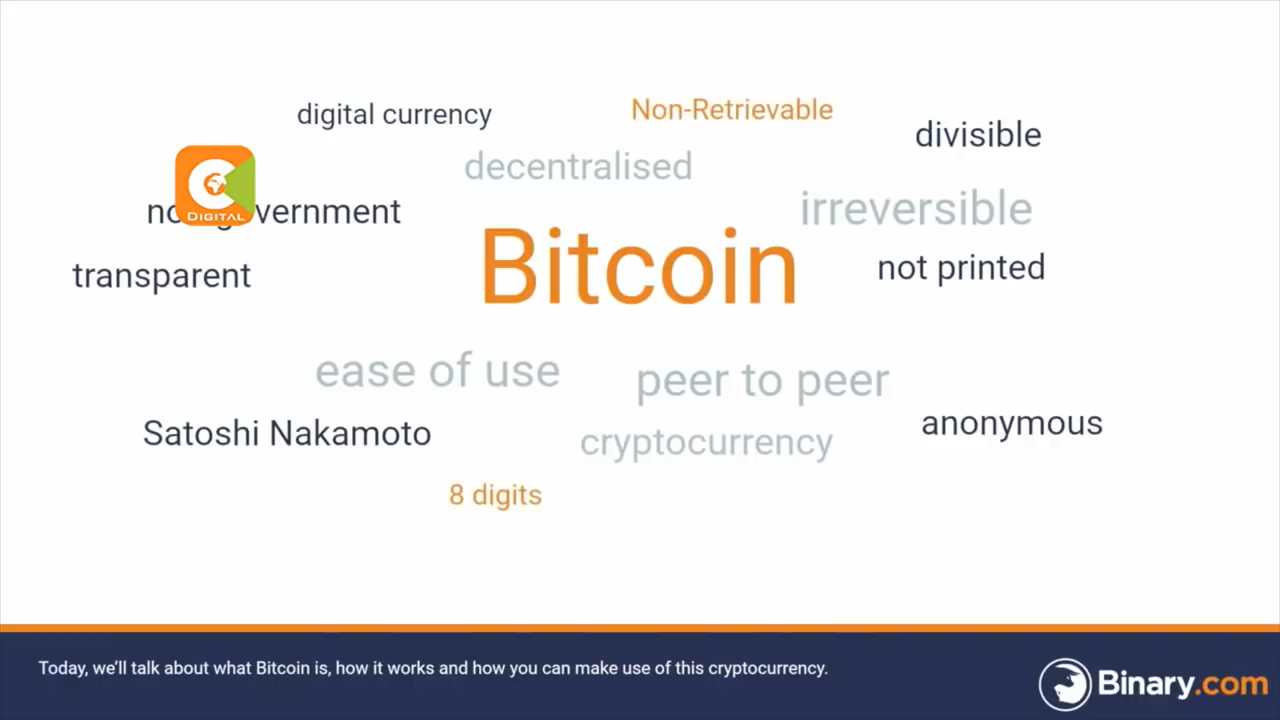 digital currency
Non-Retrievable
divisible
decentralised
irreversible
DIGITAL
vernment
Bitcoin
not printed
transparent
ease of use
peer to peer
Satoshi Nakamoto
anonymous
cryptocurrency
8 digits
Today, we'll talk about what Bitcoin is, how it works and how you can make use of this cryptocurrency.
Binary.com